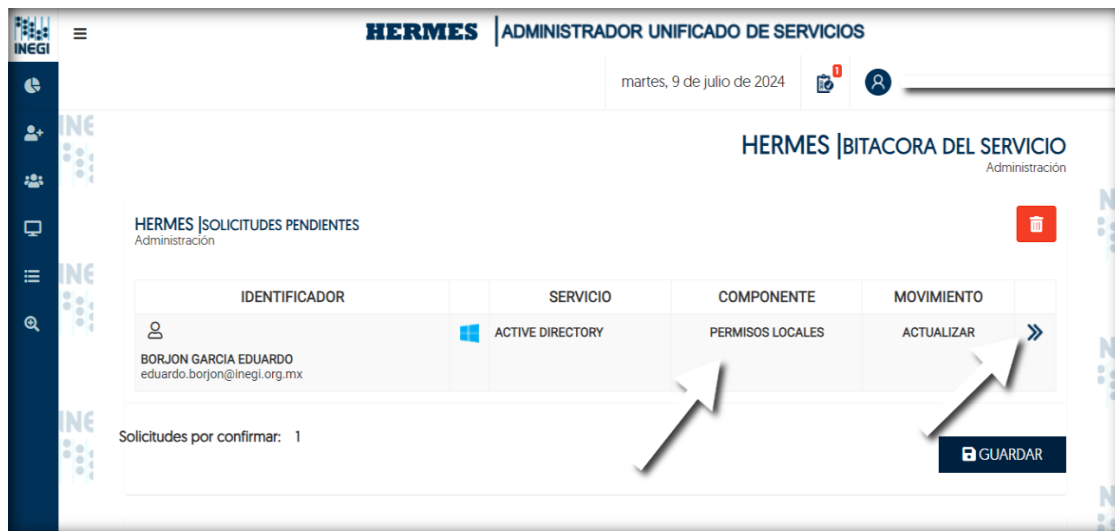 INEGI
HERMES | ADMINISTRADOR UNIFICADO DE SERVICIOS
martes, 9 de julio de 2024
1
HERMES |BITACORA DEL SERVICIO
Administración
HERMES |SOLICITUDES PENDIENTES
Administración
IDENTIFICADOR SERVICIO COMPONENTE MOVIMIENTO
ACTIVE DIRECTORY PERMISOS LOCALES ACTUALIZAR
BORJON GARCIA EDUARDO
eduardo.borjon@inegi.org.mx
Solicitudes por confirmar: 1
GUARDAR